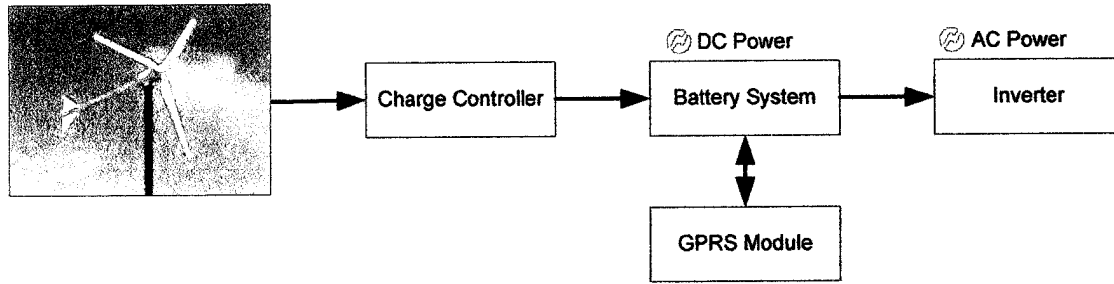 DC Power
AC Power
Charge Controller
Battery System
Inverter
GPRS Module